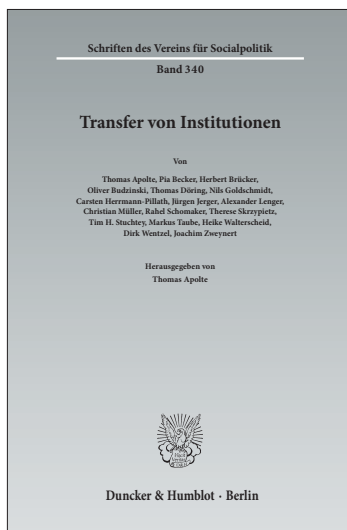 Schriften des Vereins für Socialpolitik
Band 340
Transfer von Institutionen
Von
Thomas Apolte, Pia Becker, Herbert Brücker,
Oliver Budzinski, Thomas Döring, Nils Goldschmidt,
Carsten Herrmann-Pillath, Jürgen Jerger, Alexander Lenger,
Christian Müller, Rahel Schomaker, Therese Skrzypietz,
Tim H. Stuchtey, Markus Taube, Heike Walterscheid,
Dirk Wentzel, Joachim Zweynert
Herausgegeben von
Thomas Apolte
Duncker & Humblot · Berlin